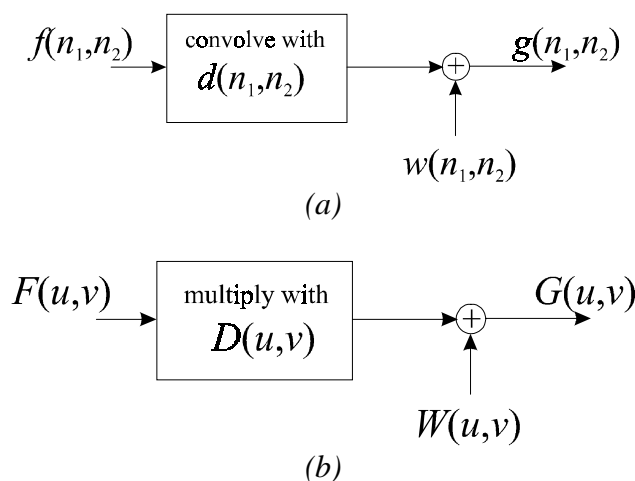 f(n₁,n₂)
convolve with
d(n₁,n₂)
+
g(n₁,n₂)
w(n₁,n₂)
(a)
F(u,v)
multiply with
D(u,v)
+
G(u,v)
W(u,v)
(b)